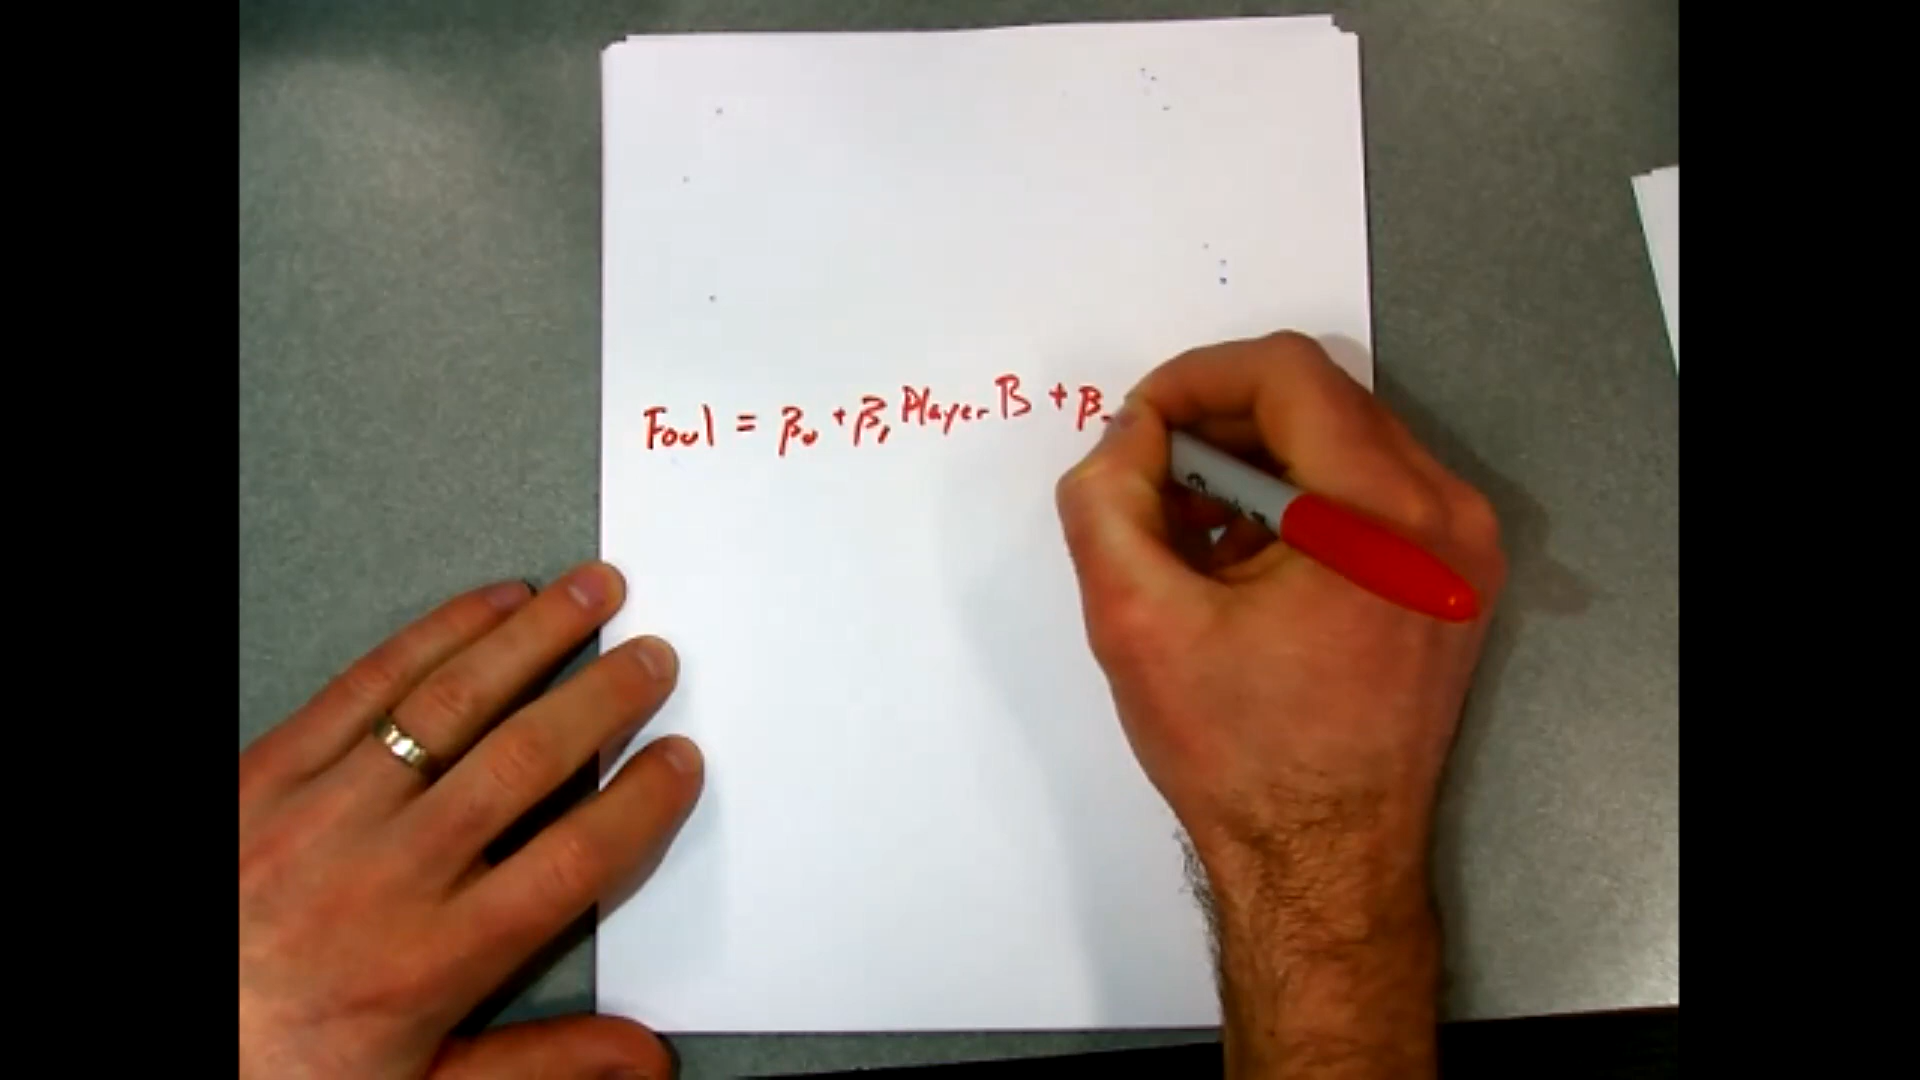 Foul = β₀ + β₁ Player B + β